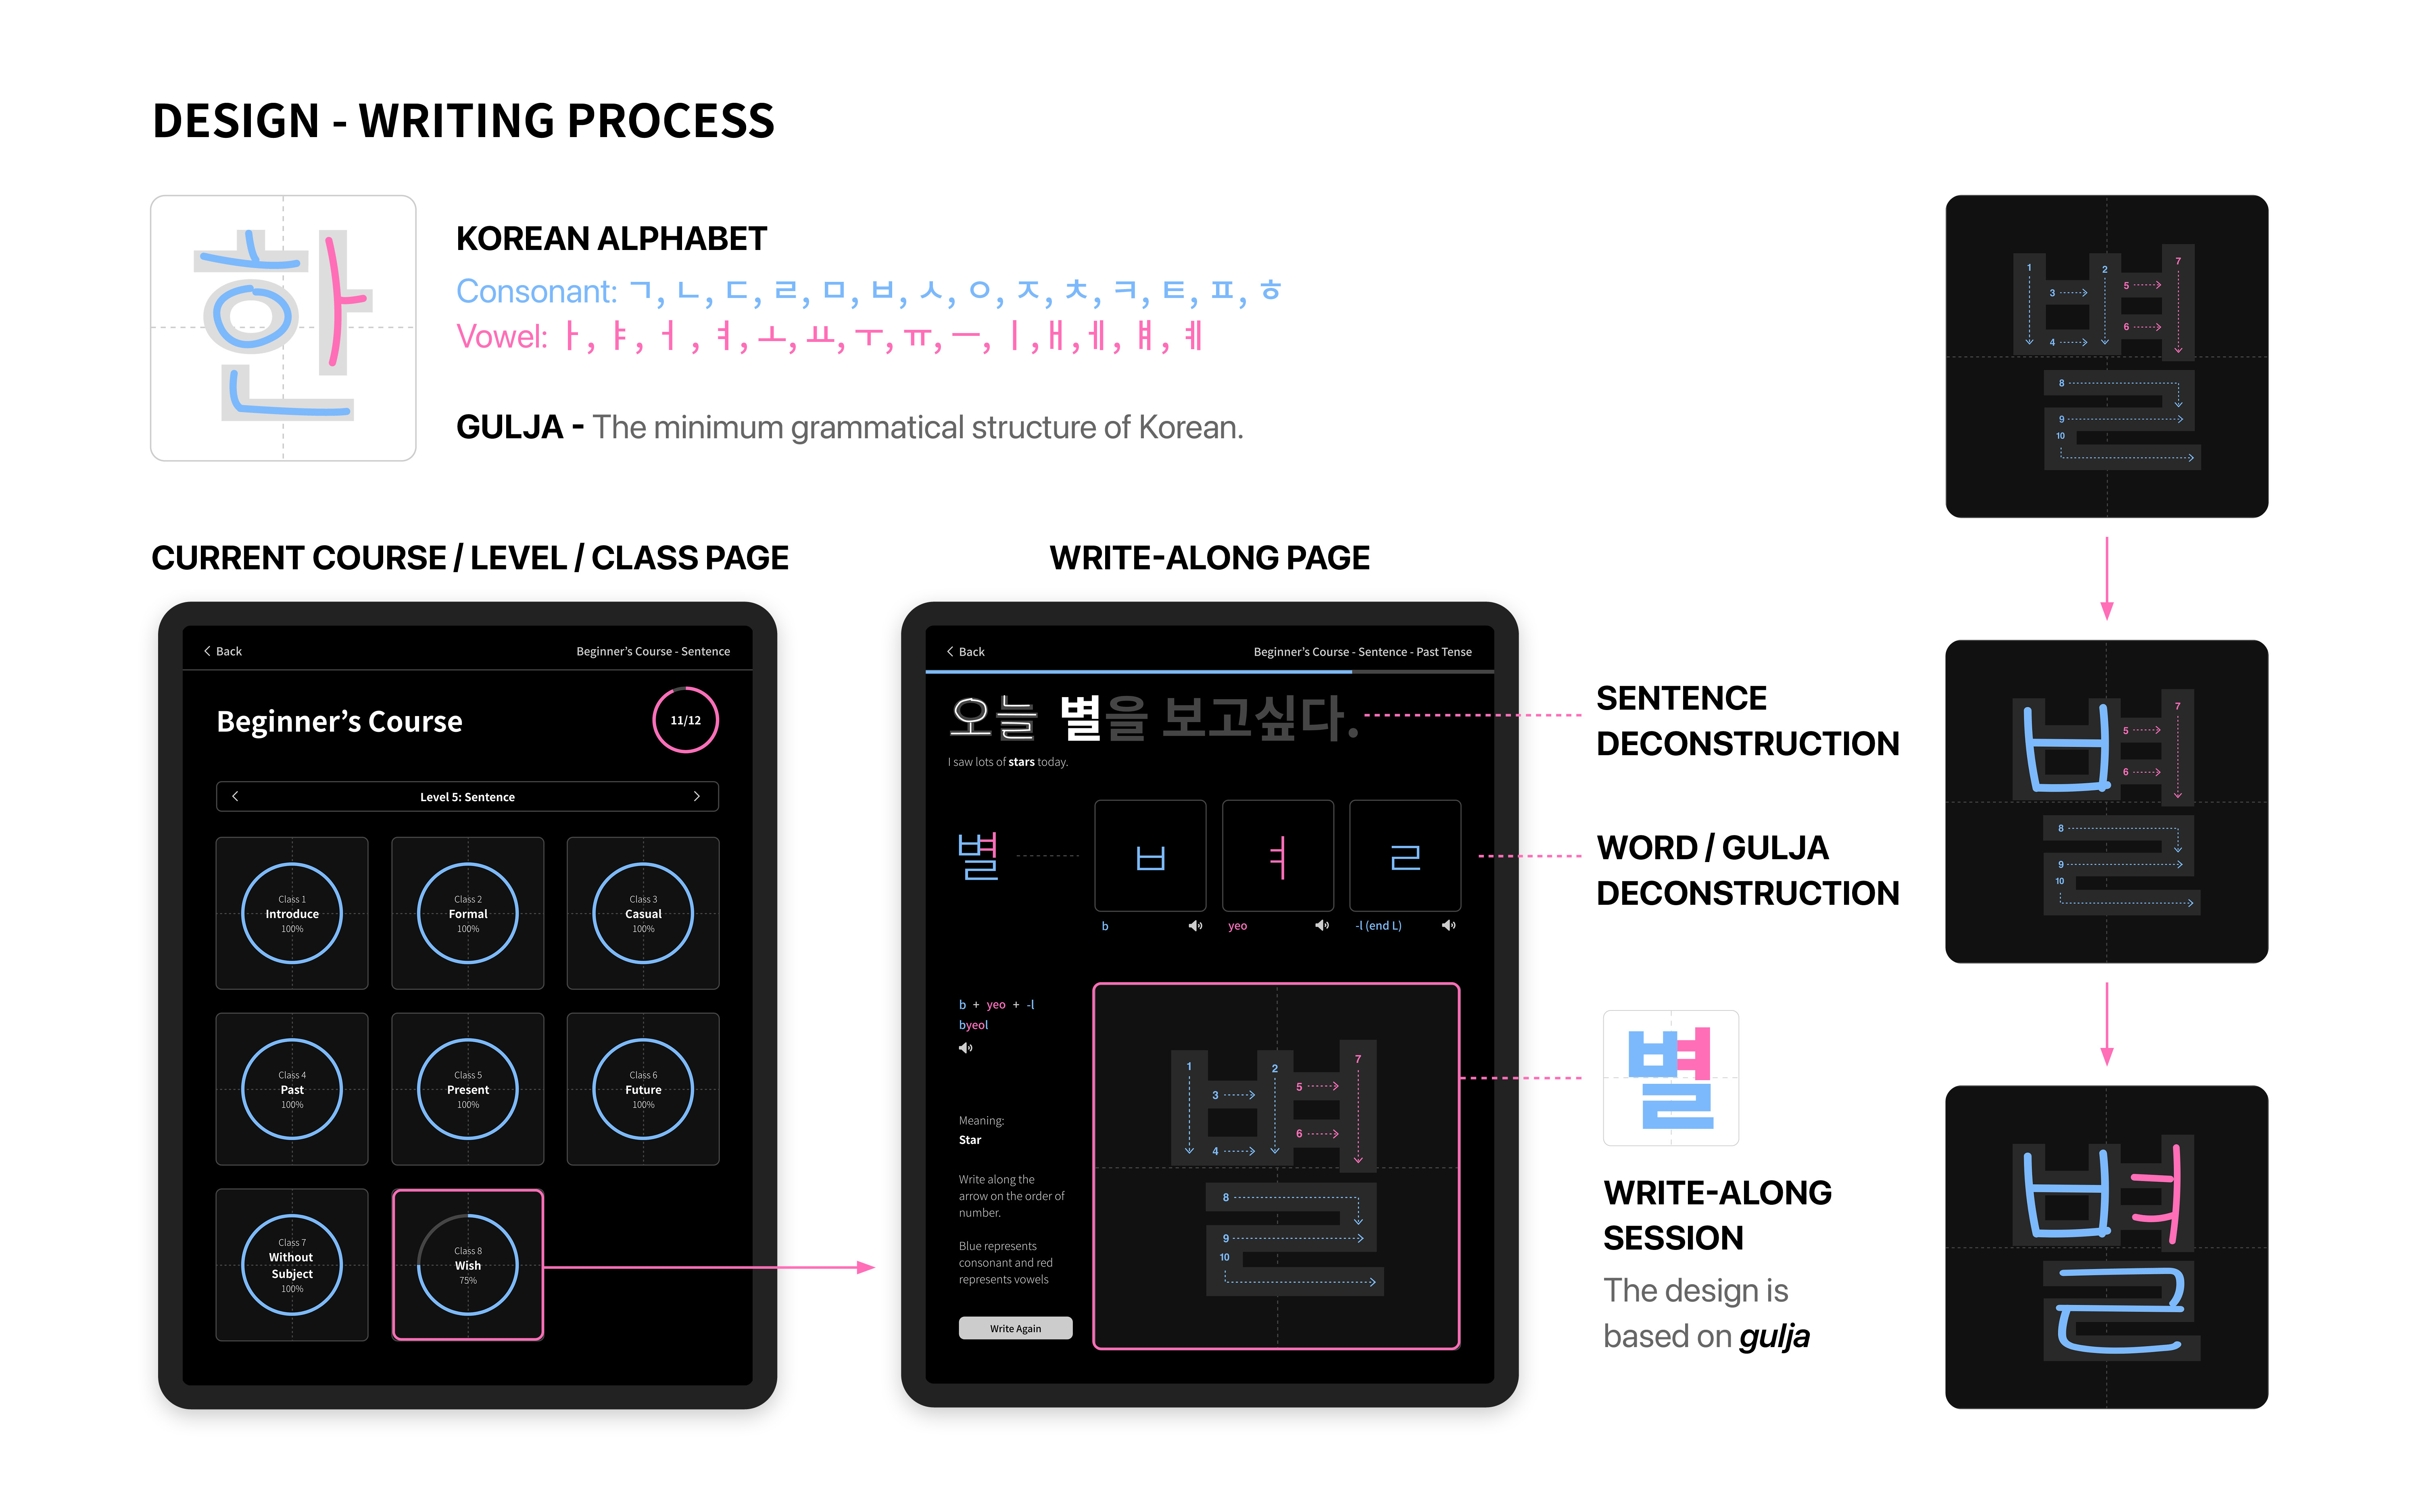 DESIGN - WRITING PROCESS
한
KOREAN ALPHABET
Consonant: ㄱ, ㄴ, ㄷ, ㄹ, ㅁ, ㅂ, ㅅ, ㅇ, ㅈ, ㅊ, ㅋ, ㅌ, ㅍ, ㅎ
Vowel: ㅏ, ㅑ, ㅓ, ㅕ, ㅗ, ㅛ, ㅜ, ㅠ, ㅡ, ㅣ, ㅐ, ㅔ, ㅒ, ㅖ
GULJA - The minimum grammatical structure of Korean.
CURRENT COURSE / LEVEL / CLASS PAGE
Back
Beginner's Course - Sentence
Beginner's Course
11/12
Level 5: Sentence
Class 1
Introduce
100%
Class 2
Formal
100%
Class 3
Casual
100%
Class 4
Past
100%
Class 5
Present
100%
Class 6
Future
100%
Class 7
Without
Subject
100%
Class 8
Wish
75%
WRITE-ALONG PAGE
Back
Beginner's Course - Sentence - Past Tense
오늘 별을 보고싶다.
I saw lots of stars today.
별
ㅂ
ㅕ
ㄹ
b
yeo
-l (end L)
b + yeo + -l
byeol
Meaning:
Star
Write along the
arrow on the order of
number.
Blue represents
consonant and red
represents vowels
Write Again
별
1
2
3
4
5
6
7
8
9
10
SENTENCE
DECONSTRUCTION
WORD / GULJA
DECONSTRUCTION
별
WRITE-ALONG
SESSION
The design is
based on gulja
별
1
2
3
4
5
6
7
8
9
10
별
5
6
7
8
9
10
별